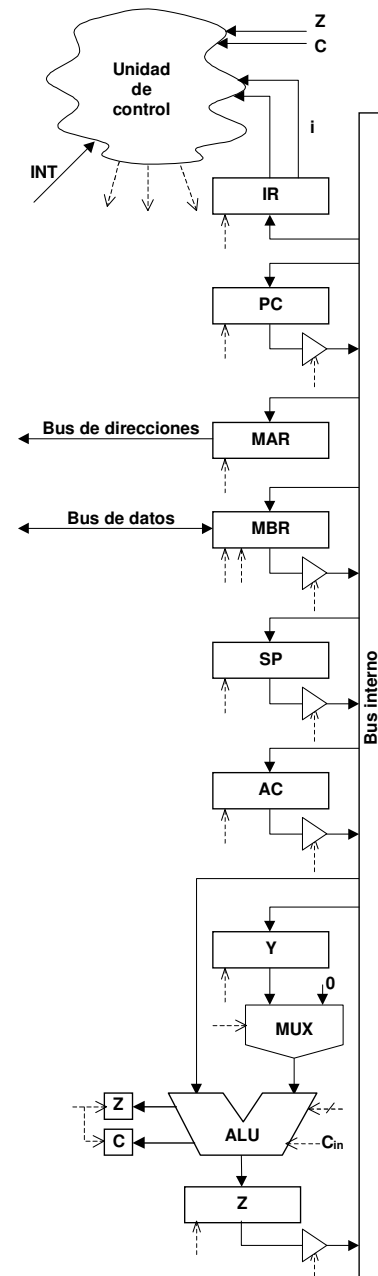 Z
C
Unidad
de
control
i
INT
IR
PC
Bus de direcciones
MAR
Bus de datos
MBR
SP
Bus interno
AC
Y
0
MUX
Z
C
ALU
Cin
Z